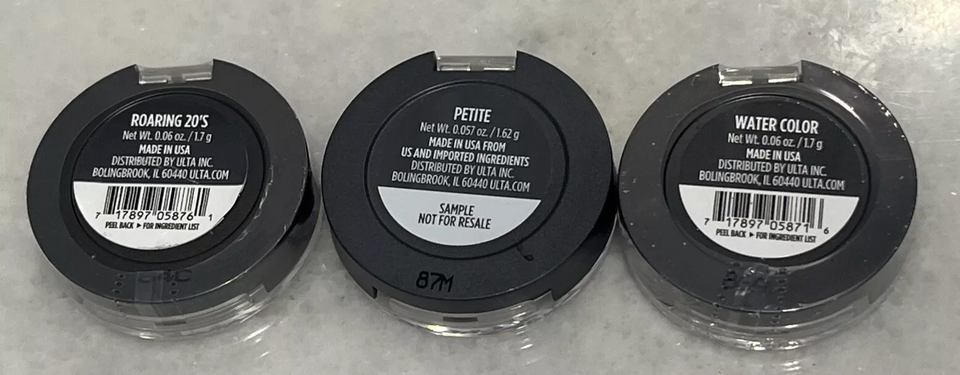 ROARING 20'S
Net Wt. 0.06 oz. / 1.7 g
MADE IN USA
DISTRIBUTED BY ULTA INC.
BOLINGBROOK, IL 60440 ULTA.COM
7 17897 05876 1
PEEL BACK ▶ FOR INGREDIENT LIST
PETITE
Net Wt. 0.057 oz. / 1.62 g
MADE IN USA FROM
US AND IMPORTED INGREDIENTS
DISTRIBUTED BY ULTA INC.
BOLINGBROOK, IL 60440 ULTA.COM
SAMPLE
NOT FOR RESALE
87M
WATER COLOR
Net Wt. 0.06 oz. / 1.7 g
MADE IN USA
DISTRIBUTED BY ULTA INC.
BOLINGBROOK, IL 60440 ULTA.COM
7 17897 05871 6
PEEL BACK ▶ FOR INGREDIENT LIST